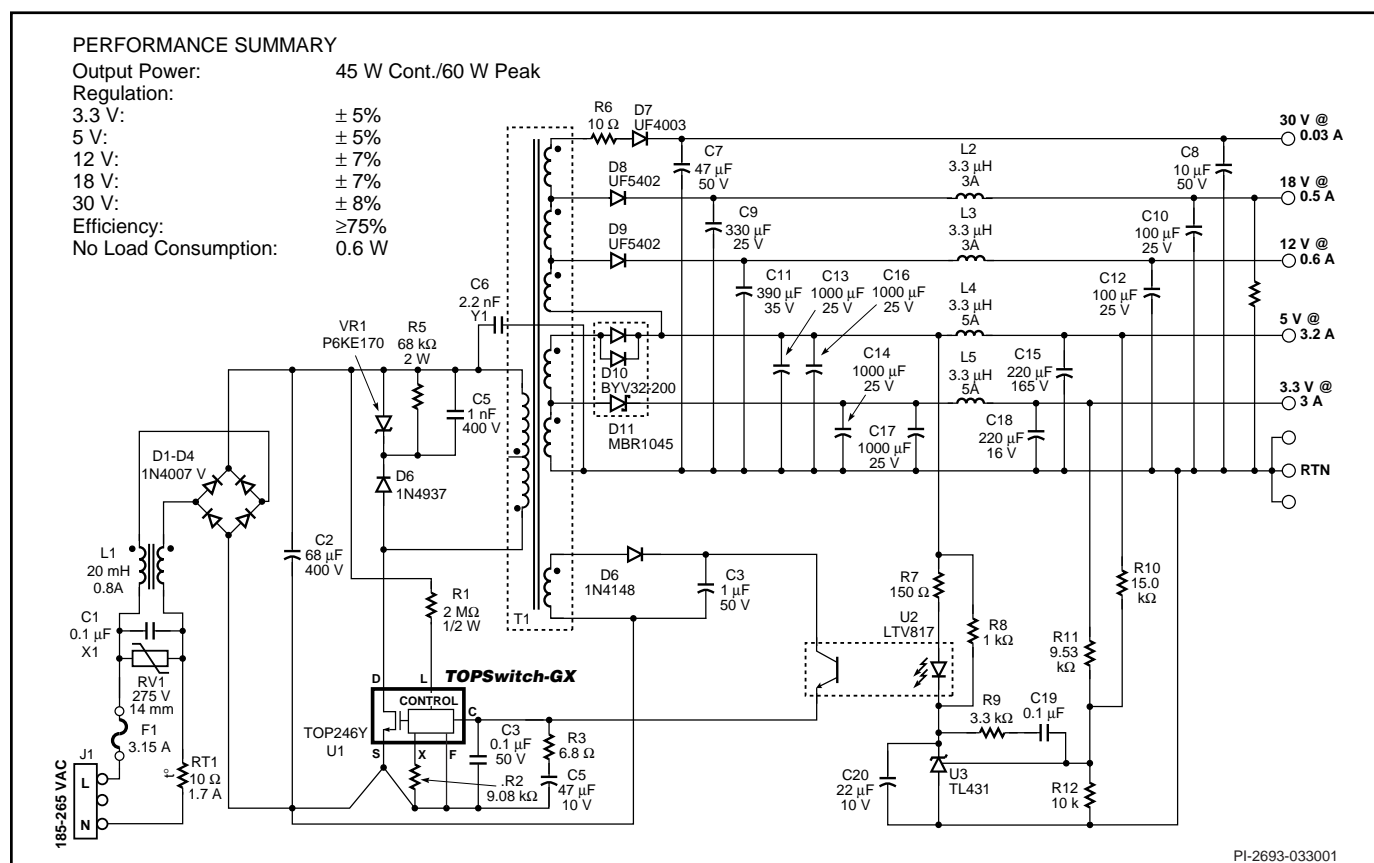 PERFORMANCE SUMMARY
Output Power: 45 W Cont./60 W Peak
Regulation:
3.3 V: ± 5%
5 V: ± 5%
12 V: ± 7%
18 V: ± 7%
30 V: ± 8%
Efficiency: ≥75%
No Load Consumption: 0.6 W
R6
10 Ω
D7
UF4003
30 V @
0.03 A
C7
47 µF
50 V
L2
3.3 µH
3A
C8
10 µF
50 V
D8
UF5402
18 V @
0.5 A
C9
330 µF
25 V
L3
3.3 µH
3A
C10
100 µF
25 V
D9
UF5402
12 V @
0.6 A
C11
390 µF
35 V
C13
1000 µF
25 V
C16
1000 µF
25 V
L4
3.3 µH
5A
C12
100 µF
25 V
C6
2.2 nF
Y1
5 V @
3.2 A
VR1
P6KE170
R5
68 kΩ
2 W
D10
BYV32-200
C14
1000 µF
25 V
L5
3.3 µH
5A
C15
220 µF
165 V
3.3 V @
3 A
C5
1 nF
400 V
D11
MBR1045
C17
1000 µF
25 V
C18
220 µF
16 V
D1-D4
1N4007 V
D6
1N4937
RTN
L1
20 mH
0.8A
C2
68 µF
400 V
D6
1N4148
C3
1 µF
50 V
R7
150 Ω
R10
15.0
kΩ
R1
2 MΩ
1/2 W
T1
U2
LTV817
R8
1 kΩ
C1
0.1 µF
X1
R11
9.53
kΩ
RV1
275 V
14 mm
TOPSwitch-GX
D
L
CONTROL
C
TOP246Y
U1
S
X
F
C3
0.1 µF
50 V
R3
6.8 Ω
R9
3.3 kΩ
C19
0.1 µF
F1
3.15 A
J1
L
N
185-265 VAC
t°
RT1
10 Ω
1.7 A
.R2
9.08 kΩ
C5
47 µF
10 V
C20
22 µF
10 V
U3
TL431
R12
10 k
PI-2693-033001